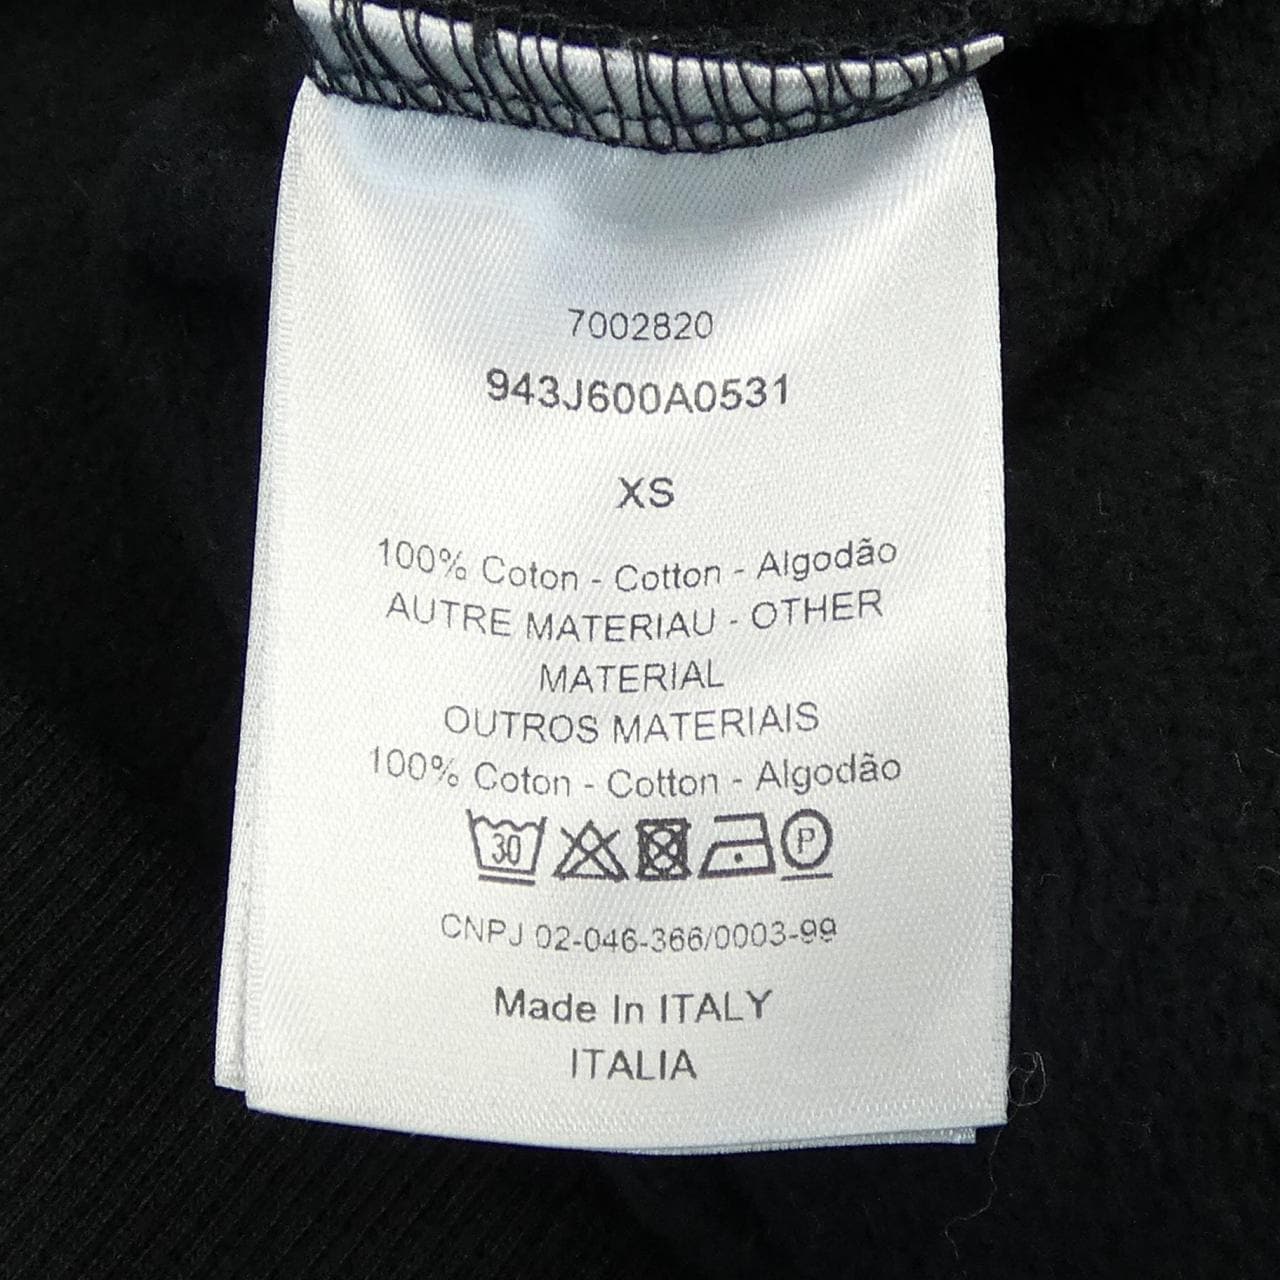 7002820
943J600A0531
XS
100% Coton - Cotton - Algodão
AUTRE MATERIAU - OTHER
MATERIAL
OUTROS MATERIAIS
100% Coton - Cotton - Algodão
30 P
CNPJ 02-046-366/0003-99
Made In ITALY
ITALIA